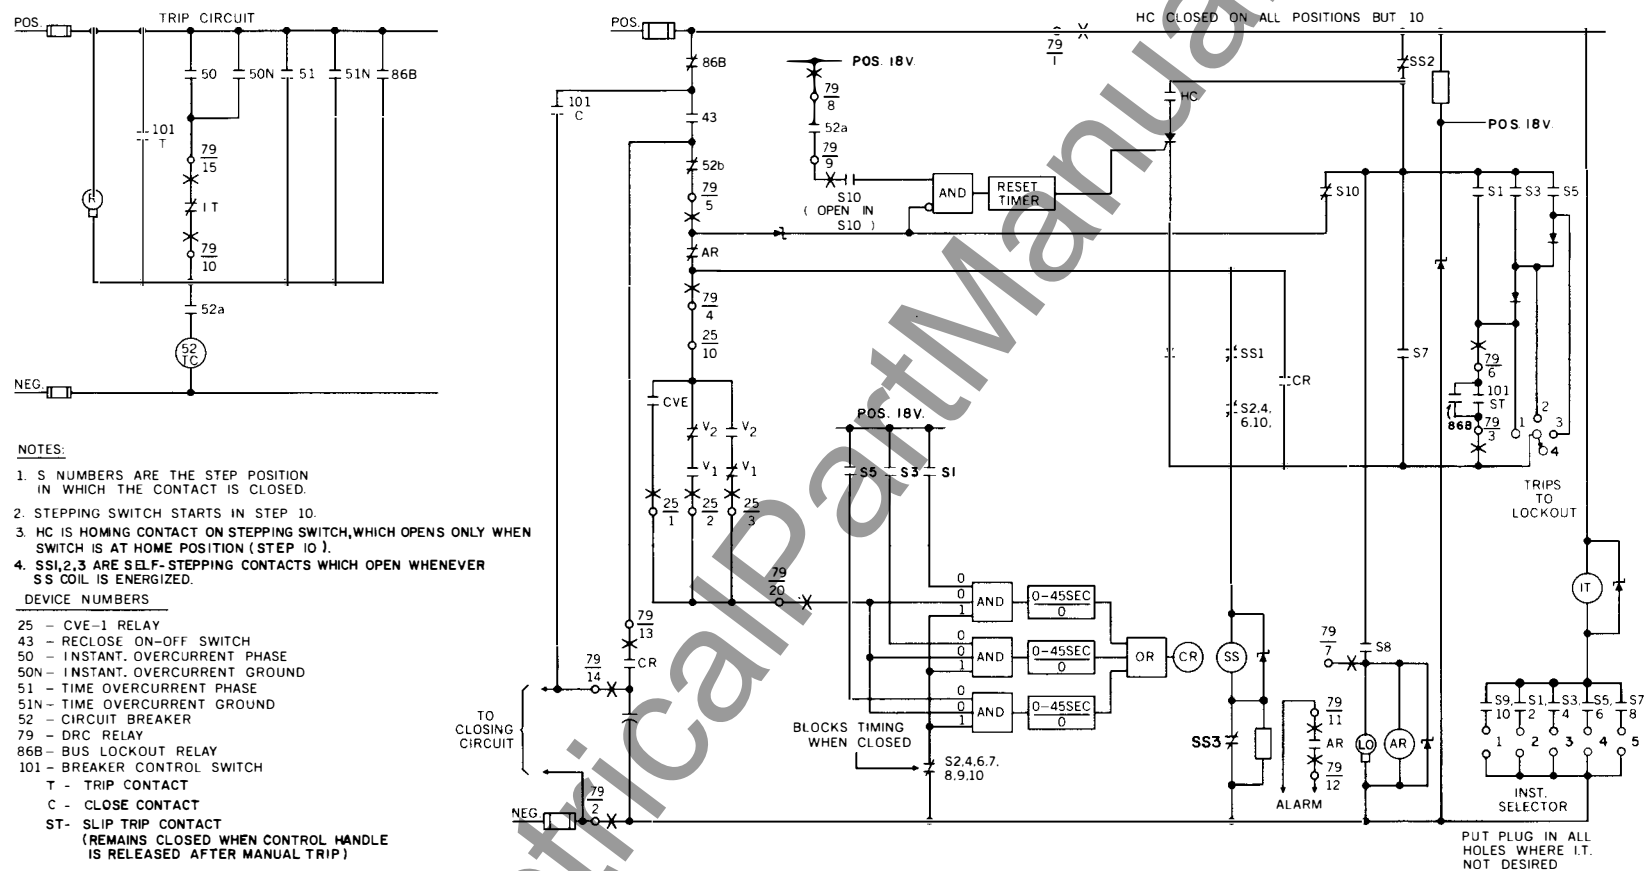 TRIP CIRCUIT
POS.
50
50N
51
51N
86B
101
T
79
15
R
IT
79
10
52a
52
TC
NEG.
NOTES:
1. S NUMBERS ARE THE STEP POSITION
IN WHICH THE CONTACT IS CLOSED.
2. STEPPING SWITCH STARTS IN STEP 10.
3. HC IS HOMNG CONTACT ON STEPPING SWITCH, WHICH OPENS ONLY WHEN
SWITCH IS AT HOME POSITION (STEP 10).
4. SS1,2,3 ARE SELF-STEPPING CONTACTS WHICH OPEN WHENEVER
SS COIL IS ENERGIZED.
DEVICE NUMBERS
25 - CVE-1 RELAY
43 - RECLOSE ON-OFF SWITCH
50 - INSTANT. OVERCURRENT PHASE
50N - INSTANT. OVERCURRENT GROUND
51 - TIME OVERCURRENT PHASE
51N - TIME OVERCURRENT GROUND
52 - CIRCUIT BREAKER
79 - DRC RELAY
86B - BUS LOCKOUT RELAY
101 - BREAKER CONTROL SWITCH
T - TRIP CONTACT
C - CLOSE CONTACT
ST- SLIP TRIP CONTACT
(REMAINS CLOSED WHEN CONTROL HANDLE
IS RELEASED AFTER MANUAL TRIP)
POS.
HC CLOSED ON ALL POSITIONS BUT 10
79
1
86B
101
C
43
52b
79
5
AR
79
4
25
10
CVE
V2
V2
V1
V1
25
1
25
2
25
3
79
20
79
13
CR
79
14
TO
CLOSING
CIRCUIT
79
2
NEG.
POS. 18V.
79
8
52a
79
9
S10
( OPEN IN
S10 )
AND
RESET
TIMER
HC
SS2
POS. 18V.
S10
S1
S3
S5
S7
SS1
S2,4,
6,10,
CR
79
6
101
ST
86B
79
3
1
2
3
4
TRIPS
TO
LOCKOUT
POS. 18V.
S5
S3
S1
0
0
1
AND
0-45SEC
0
0
0
1
AND
0-45SEC
0
0
0
1
AND
0-45SEC
0
OR
CR
BLOCKS TIMING
WHEN CLOSED
S2,4,6,7,
8,9,10
SS
SS3
79
7
S8
79
11
AR
79
12
ALARM
LO
AR
IT
S9,
10
S1,
2
S3,
4
S5,
6
S7
8
1
2
3
4
5
INST.
SELECTOR
PUT PLUG IN ALL
HOLES WHERE I.T.
NOT DESIRED
ctricalPartManual